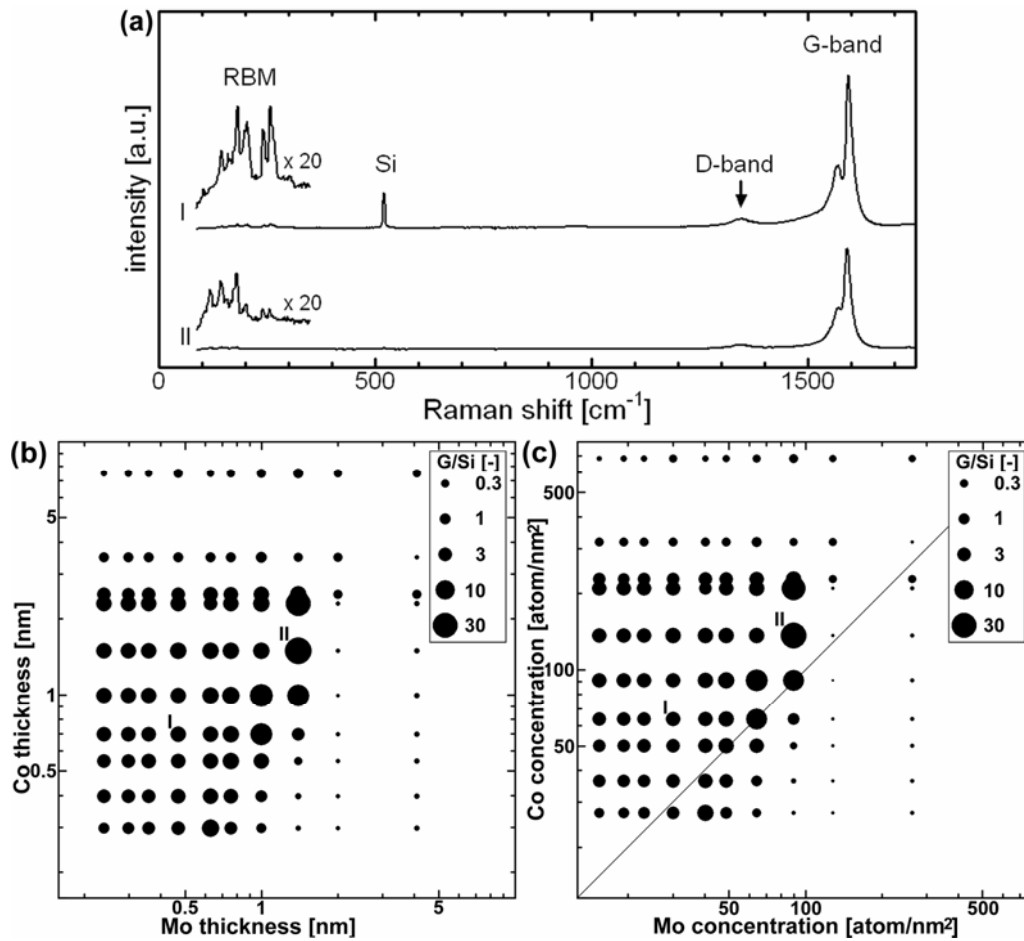 (a)
RBM
G-band
Si
D-band
x 20
I
x 20
II
intensity [a.u.]
0 500 1000 1500
Raman shift [cm⁻¹]
(b)
G/Si [-]
0.3
1
3
10
30
II
I
5
1
0.5
Co thickness [nm]
0.5 1 5
Mo thickness [nm]
(c)
G/Si [-]
0.3
1
3
10
30
II
I
500
100
50
Co concentration [atom/nm²]
50 100 500
Mo concentration [atom/nm²]